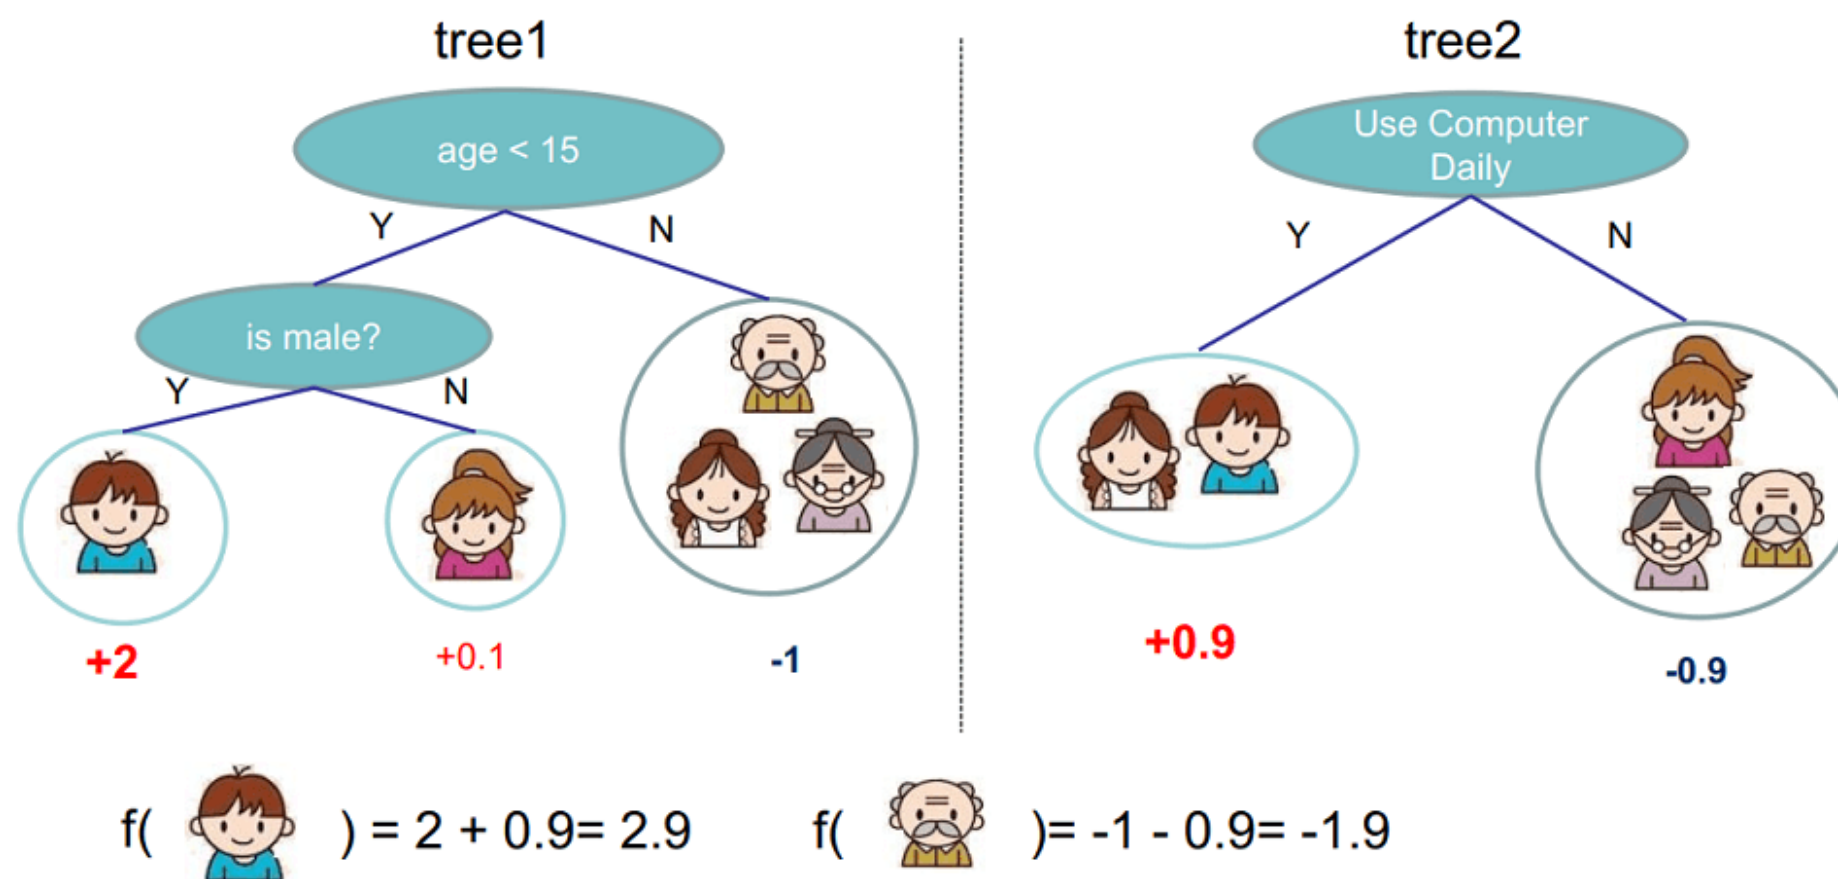 tree1
age < 15
Y
N
is male?
Y
N
+2
+0.1
-1
tree2
Use Computer
Daily
Y
N
+0.9
-0.9
f( ) = 2 + 0.9= 2.9
f( )= -1 - 0.9= -1.9